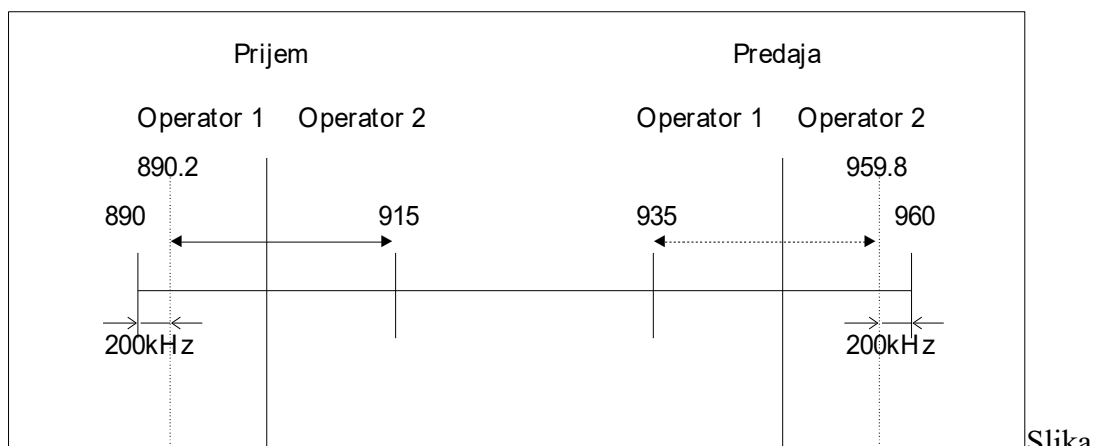 Prijem Predaja
Operator 1 Operator 2 Operator 1 Operator 2
890.2 959.8
890 915 935 960
200kHz 200kHz
Slika